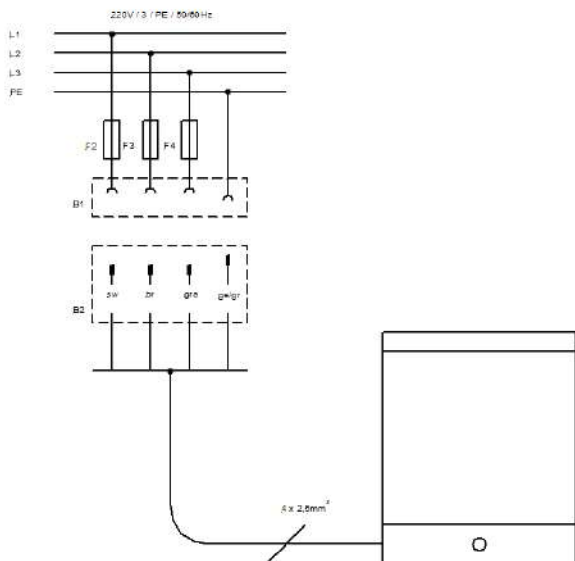 220V / 3 / PE / 50/60Hz
L1
L2
L3
PE
F2 F3 F4
B1
sw br gra ge/gr
B2
4 x 2,5mm²